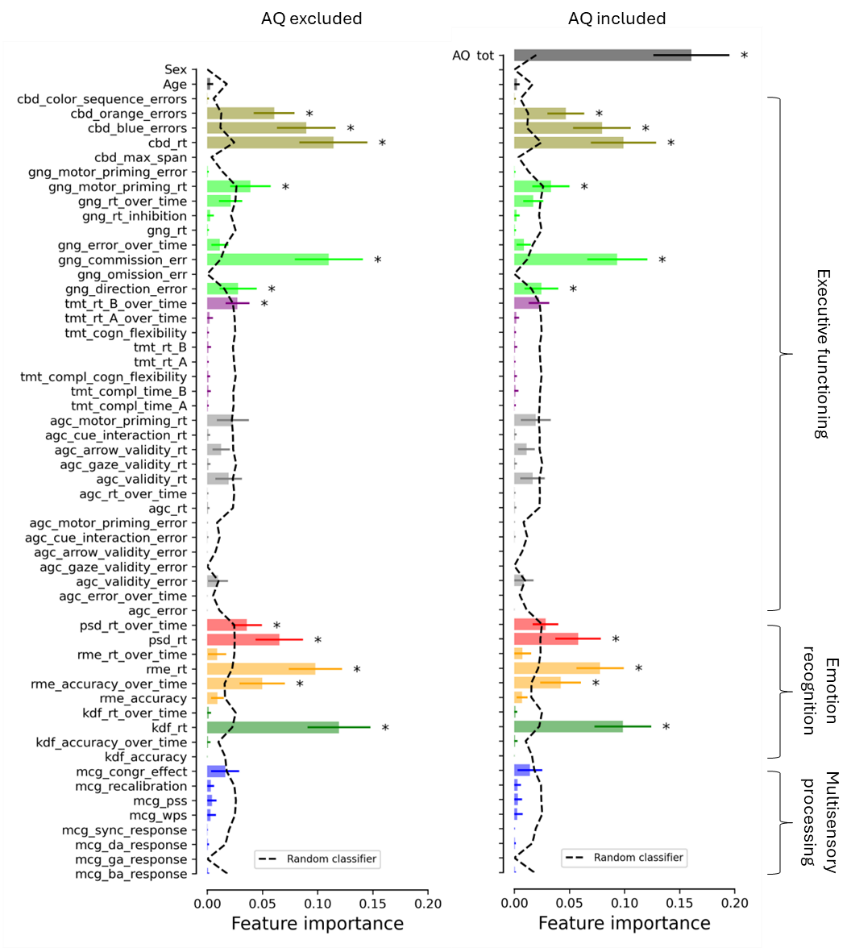 AQ excluded
AQ included
AQ tot
Sex
Age
cbd_color_sequence_errors
cbd_orange_errors
cbd_blue_errors
cbd_rt
cbd_max_span
gng_motor_priming_error
gng_motor_priming_rt
gng_rt_over_time
gng_rt_inhibition
gng_rt
gng_error_over_time
gng_commission_err
gng_omission_err
gng_direction_error
tmt_rt_B_over_time
tmt_rt_A_over_time
tmt_cogn_flexibility
tmt_rt_B
tmt_rt_A
tmt_compl_cogn_flexibility
tmt_compl_time_B
tmt_compl_time_A
agc_motor_priming_rt
agc_cue_interaction_rt
agc_arrow_validity_rt
agc_gaze_validity_rt
agc_validity_rt
agc_rt_over_time
agc_rt
agc_motor_priming_error
agc_cue_interaction_error
agc_arrow_validity_error
agc_gaze_validity_error
agc_validity_error
agc_error_over_time
agc_error
psd_rt_over_time
psd_rt
rme_rt_over_time
rme_rt
rme_accuracy_over_time
rme_accuracy
kdf_rt_over_time
kdf_rt
kdf_accuracy_over_time
kdf_accuracy
mcg_congr_effect
mcg_recalibration
mcg_pss
mcg_wps
mcg_sync_response
mcg_da_response
mcg_ga_response
mcg_ba_response
Random classifier
Random classifier
0.00 0.05 0.10 0.15 0.20
0.00 0.05 0.10 0.15 0.20
Feature importance
Feature importance
Executive functioning
Emotion
recognition
Multisensory
processing